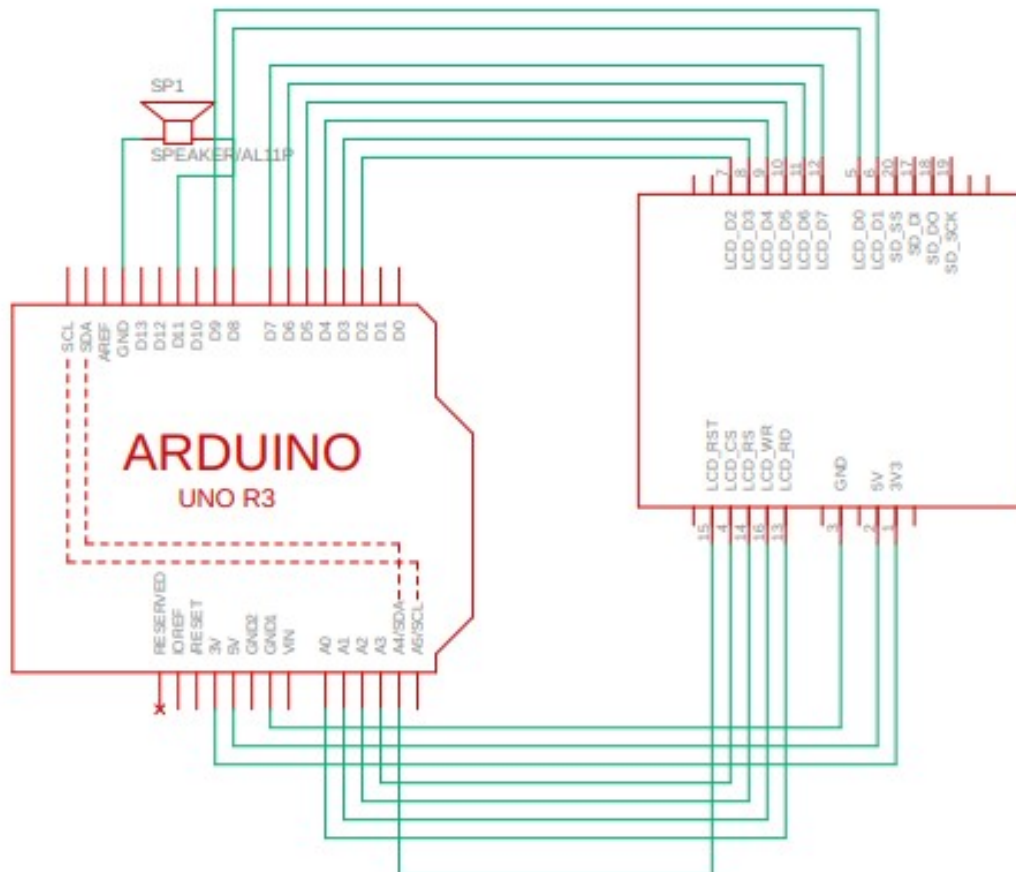 SP1
SPEAKER/AL11P
7 8 9 10 11 12 5 6 20 17 18 19
LCD_D2 LCD_D3 LCD_D4 LCD_D5 LCD_D6 LCD_D7 LCD_D0 LCD_D1 SD_SS SD_DI SD_DO SD_SCK
SCL SDA AREF GND D13 D12 D11 D10 D9 D8 D7 D6 D5 D4 D3 D2 D1 D0
ARDUINO
UNO R3
LCD_RST LCD_CS LCD_RS LCD_WR LCD_RD GND 5V 3V3
15 4 14 16 13 3 2 1
RESERVED IOREF RESET 3V 5V GND2 GND1 VIN A0 A1 A2 A3 A4/SDA A5/SCL